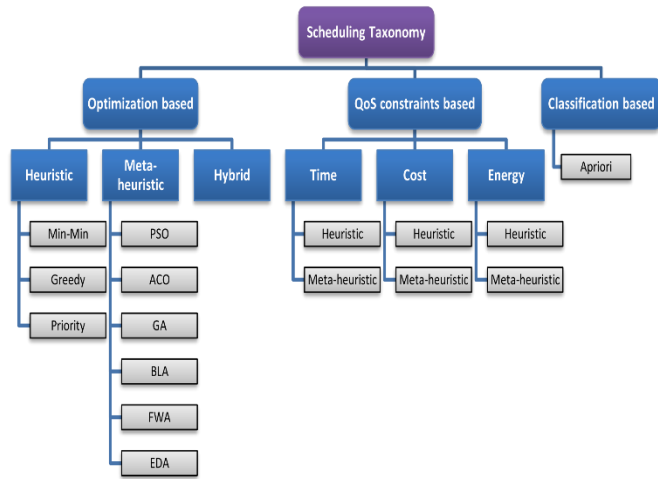 Scheduling Taxonomy
Optimization based
QoS constraints based
Classification based
Heuristic
Meta-
heuristic
Hybrid
Time
Cost
Energy
Apriori
Min-Min
Greedy
Priority
PSO
ACO
GA
BLA
FWA
EDA
Heuristic
Meta-heuristic
Heuristic
Meta-heuristic
Heuristic
Meta-heuristic